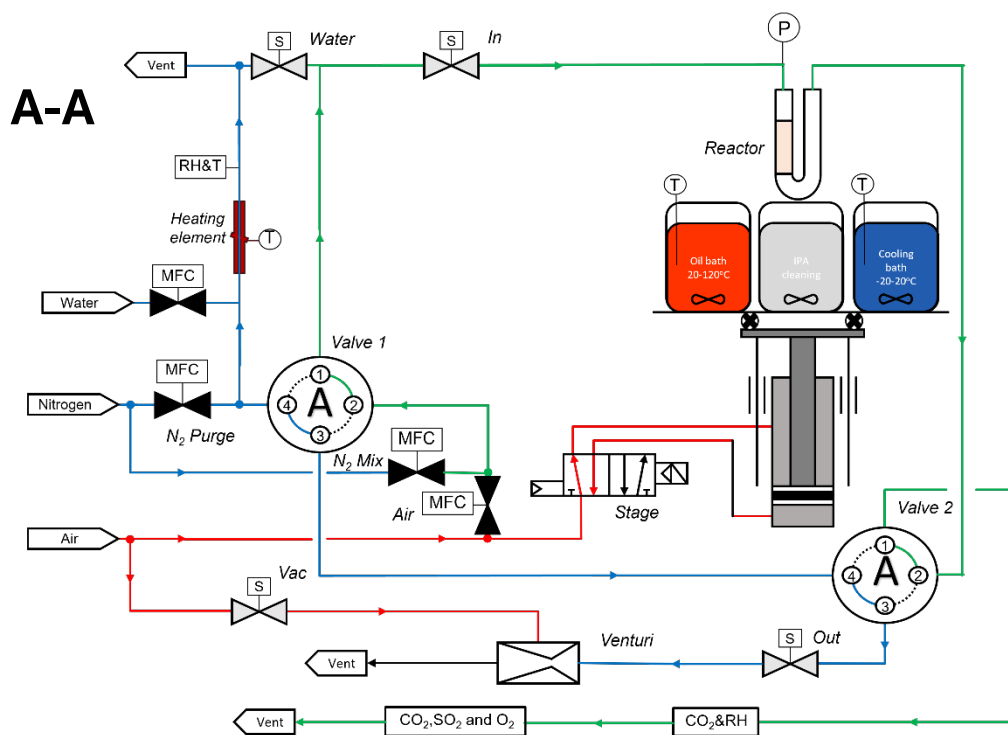 Vent
S
Water
S
In
P
A-A
RH&T
Reactor
T
T
Heating
element
T
Oil bath
20-120°C
IPA
cleaning
Cooling
bath
-20-20°C
MFC
Water
Valve 1
MFC
1
Nitrogen
4
A
2
3
N₂ Purge
N₂ Mix
MFC
MFC
Air
Stage
Valve 2
Air
1
Vac
4
A
2
S
3
Venturi
S
Out
Vent
Vent
CO₂,SO₂ and O₂
CO₂&RH